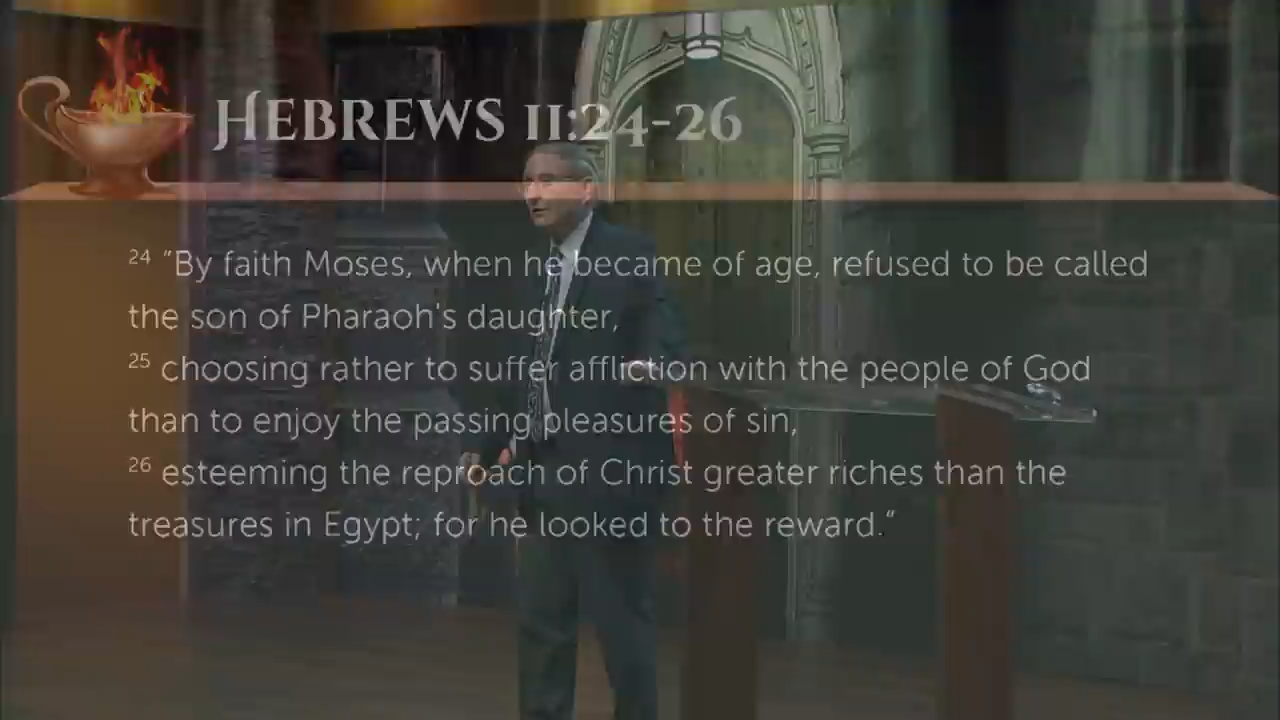 HEBREWS 11:24-26
24 "By faith Moses, when he became of age, refused to be called
the son of Pharaoh's daughter,
25 choosing rather to suffer affliction with the people of God
than to enjoy the passing pleasures of sin,
26 esteeming the reproach of Christ greater riches than the
treasures in Egypt; for he looked to the reward.“